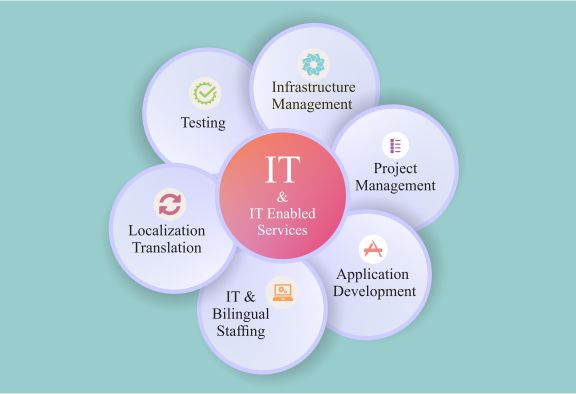 Infrastructure
Management
Testing
Project
Management
IT
&
IT Enabled
Services
Localization
Translation
Application
Development
IT &
Bilingual
Staffing